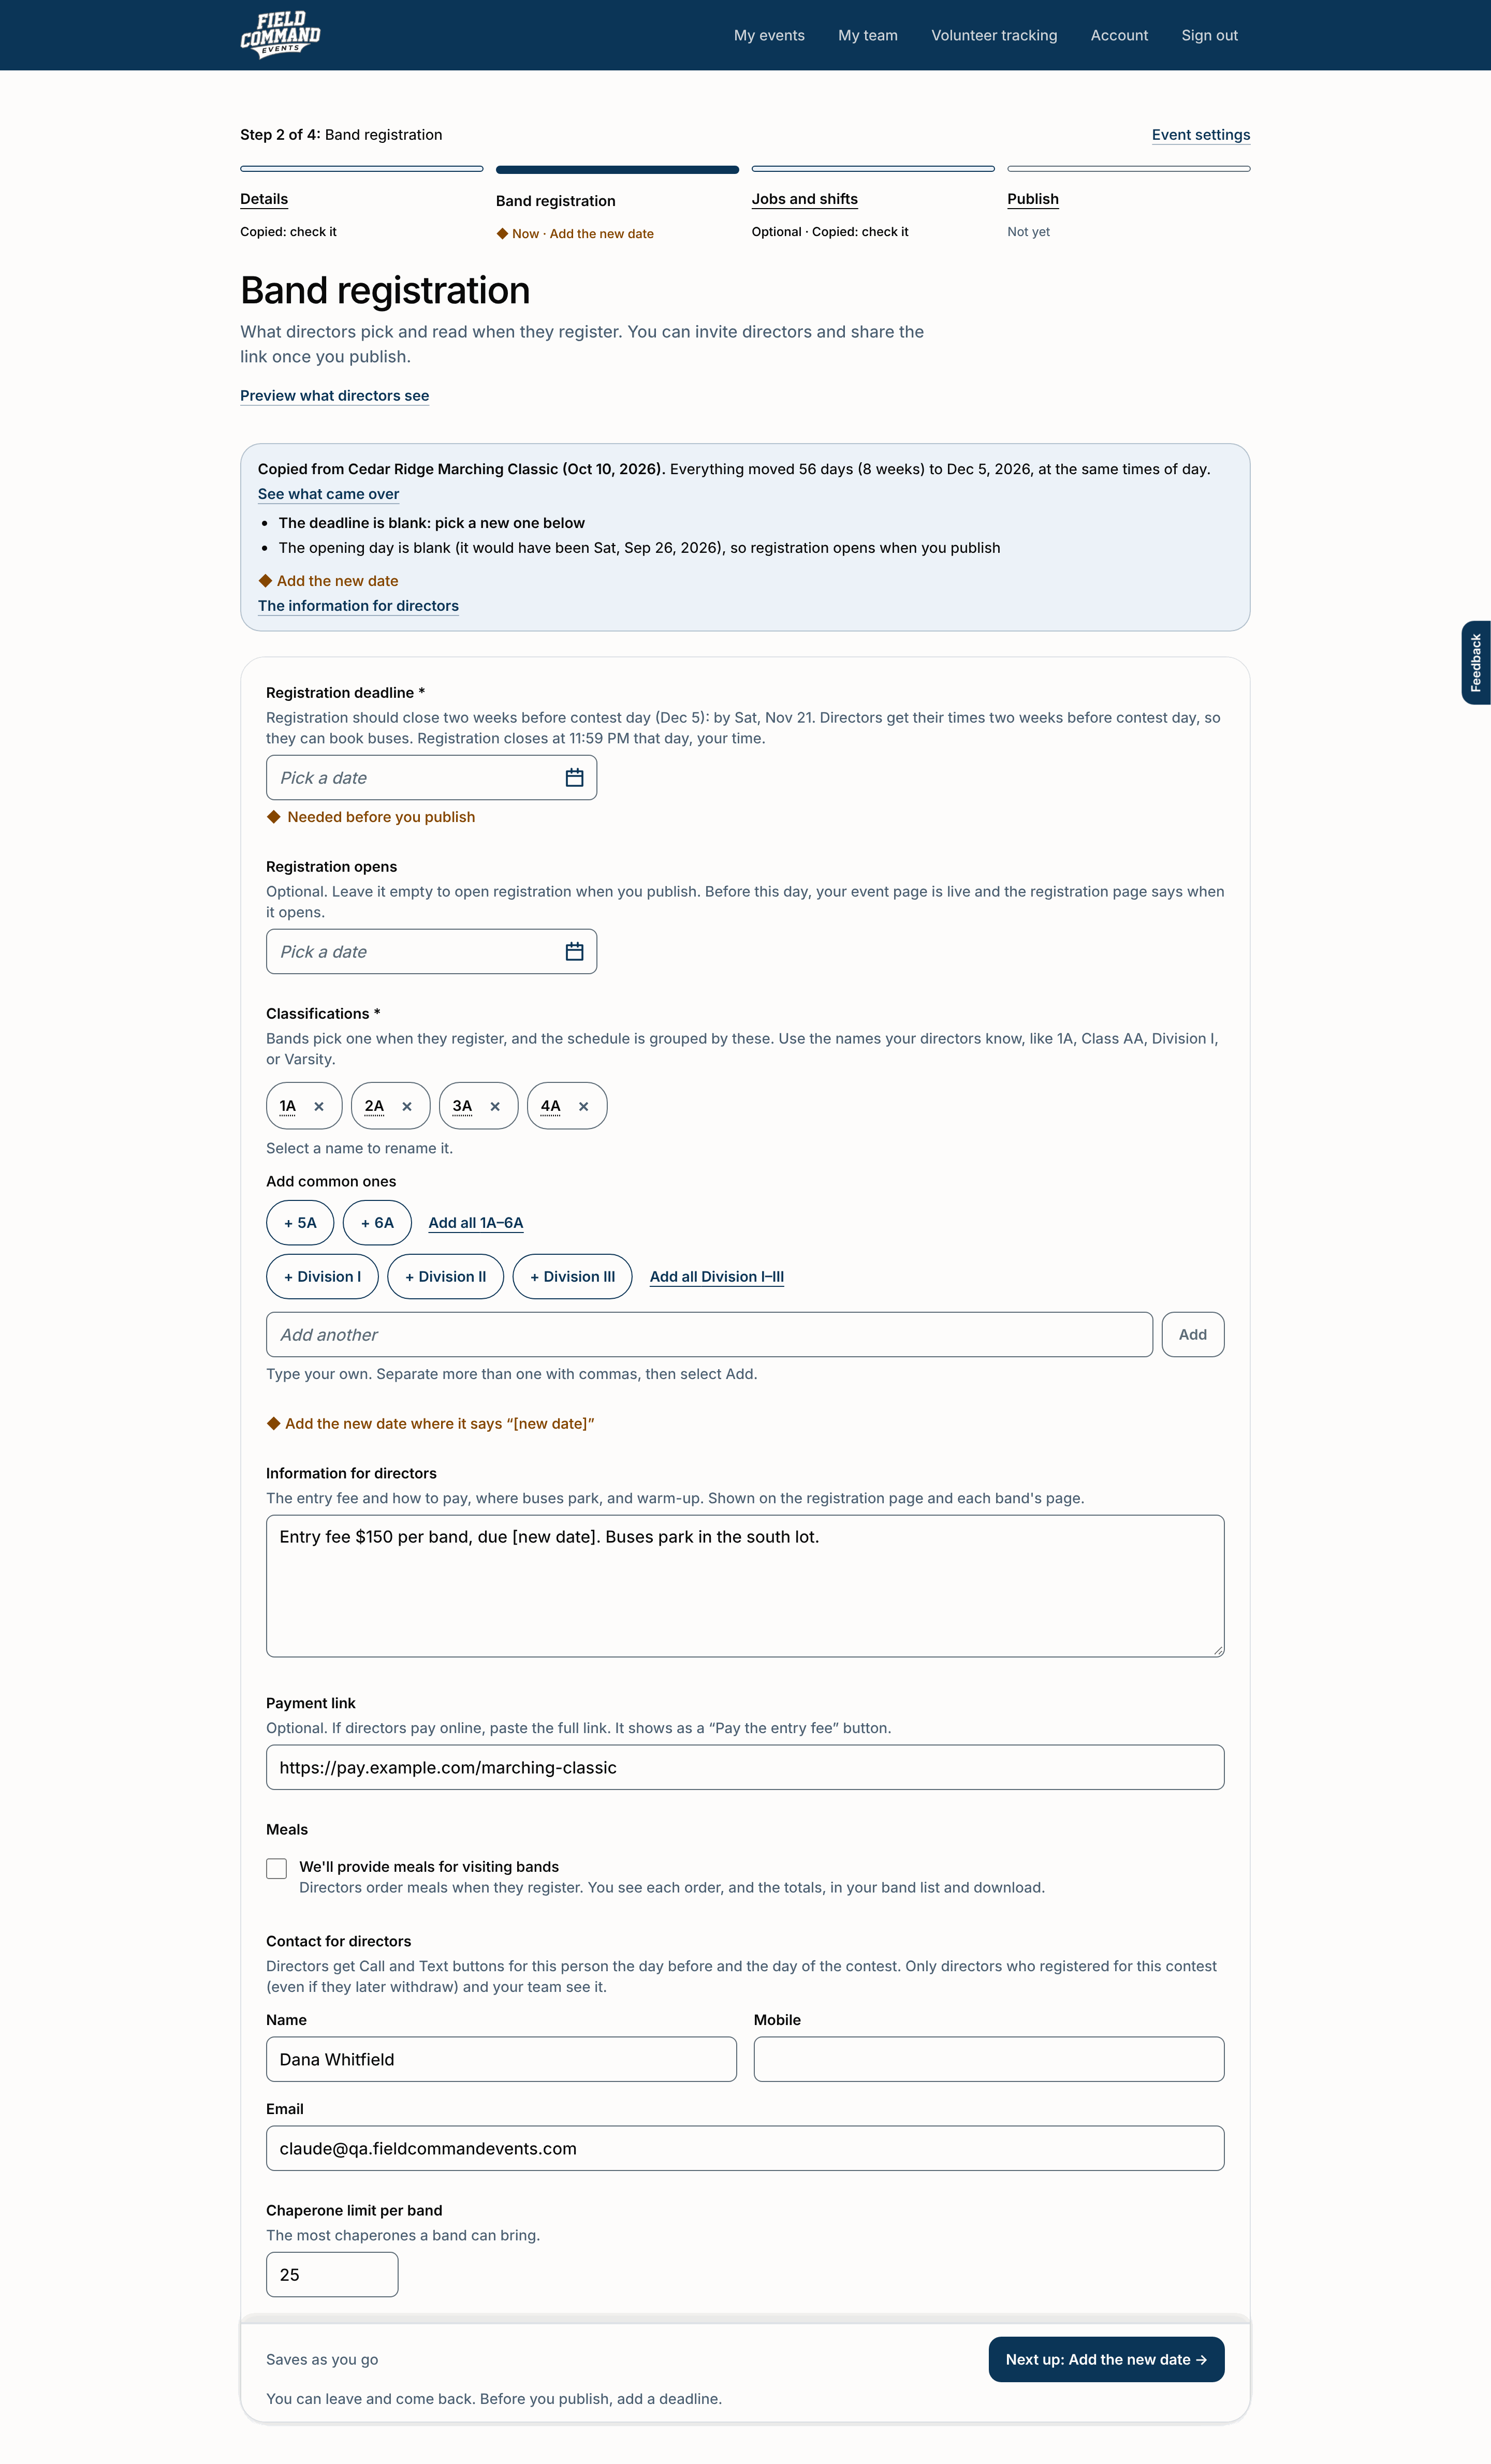 FIELD
COMMAND
EVENTS
My events
My team
Volunteer tracking
Account
Sign out
Step 2 of 4: Band registration
Event settings
Details
Band registration
Jobs and shifts
Publish
Copied: check it
◆ Now · Add the new date
Optional · Copied: check it
Not yet
Band registration
What directors pick and read when they register. You can invite directors and share the
link once you publish.
Preview what directors see
Copied from Cedar Ridge Marching Classic (Oct 10, 2026). Everything moved 56 days (8 weeks) to Dec 5, 2026, at the same times of day.
See what came over
• The deadline is blank: pick a new one below
• The opening day is blank (it would have been Sat, Sep 26, 2026), so registration opens when you publish
◆ Add the new date
The information for directors
Feedback
Registration deadline *
Registration should close two weeks before contest day (Dec 5): by Sat, Nov 21. Directors get their times two weeks before contest day, so
they can book buses. Registration closes at 11:59 PM that day, your time.
Pick a date
◆ Needed before you publish
Registration opens
Optional. Leave it empty to open registration when you publish. Before this day, your event page is live and the registration page says when
it opens.
Pick a date
Classifications *
Bands pick one when they register, and the schedule is grouped by these. Use the names your directors know, like 1A, Class AA, Division I,
or Varsity.
1A × 2A × 3A × 4A ×
Select a name to rename it.
Add common ones
+ 5A + 6A Add all 1A–6A
+ Division I + Division II + Division III Add all Division I–III
Add another
Add
Type your own. Separate more than one with commas, then select Add.
◆ Add the new date where it says “[new date]”
Information for directors
The entry fee and how to pay, where buses park, and warm-up. Shown on the registration page and each band's page.
Entry fee $150 per band, due [new date]. Buses park in the south lot.
Payment link
Optional. If directors pay online, paste the full link. It shows as a “Pay the entry fee” button.
https://pay.example.com/marching-classic
Meals
We'll provide meals for visiting bands
Directors order meals when they register. You see each order, and the totals, in your band list and download.
Contact for directors
Directors get Call and Text buttons for this person the day before and the day of the contest. Only directors who registered for this contest
(even if they later withdraw) and your team see it.
Name
Mobile
Dana Whitfield
Email
claude@qa.fieldcommandevents.com
Chaperone limit per band
The most chaperones a band can bring.
25
Saves as you go
Next up: Add the new date →
You can leave and come back. Before you publish, add a deadline.